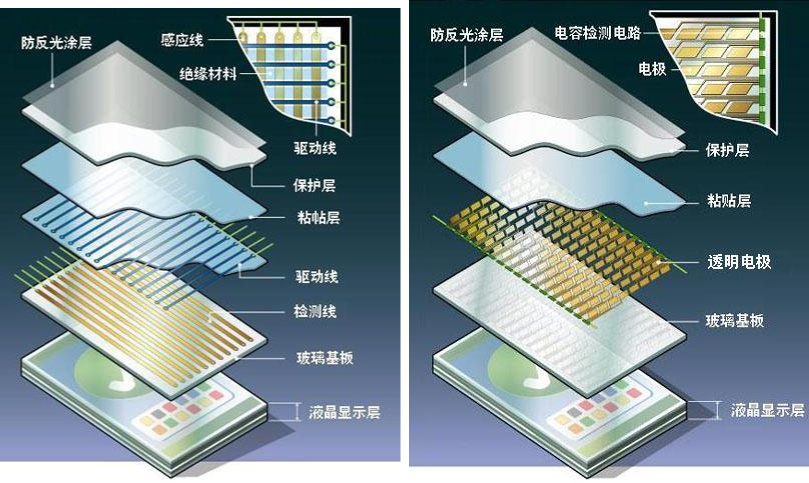 防反光涂层
感应线
绝缘材料
驱动线
保护层
粘帖层
驱动线
检测线
玻璃基板
液晶显示层
防反光涂层
电容检测电路
电极
保护层
粘贴层
透明电极
玻璃基板
液晶显示层